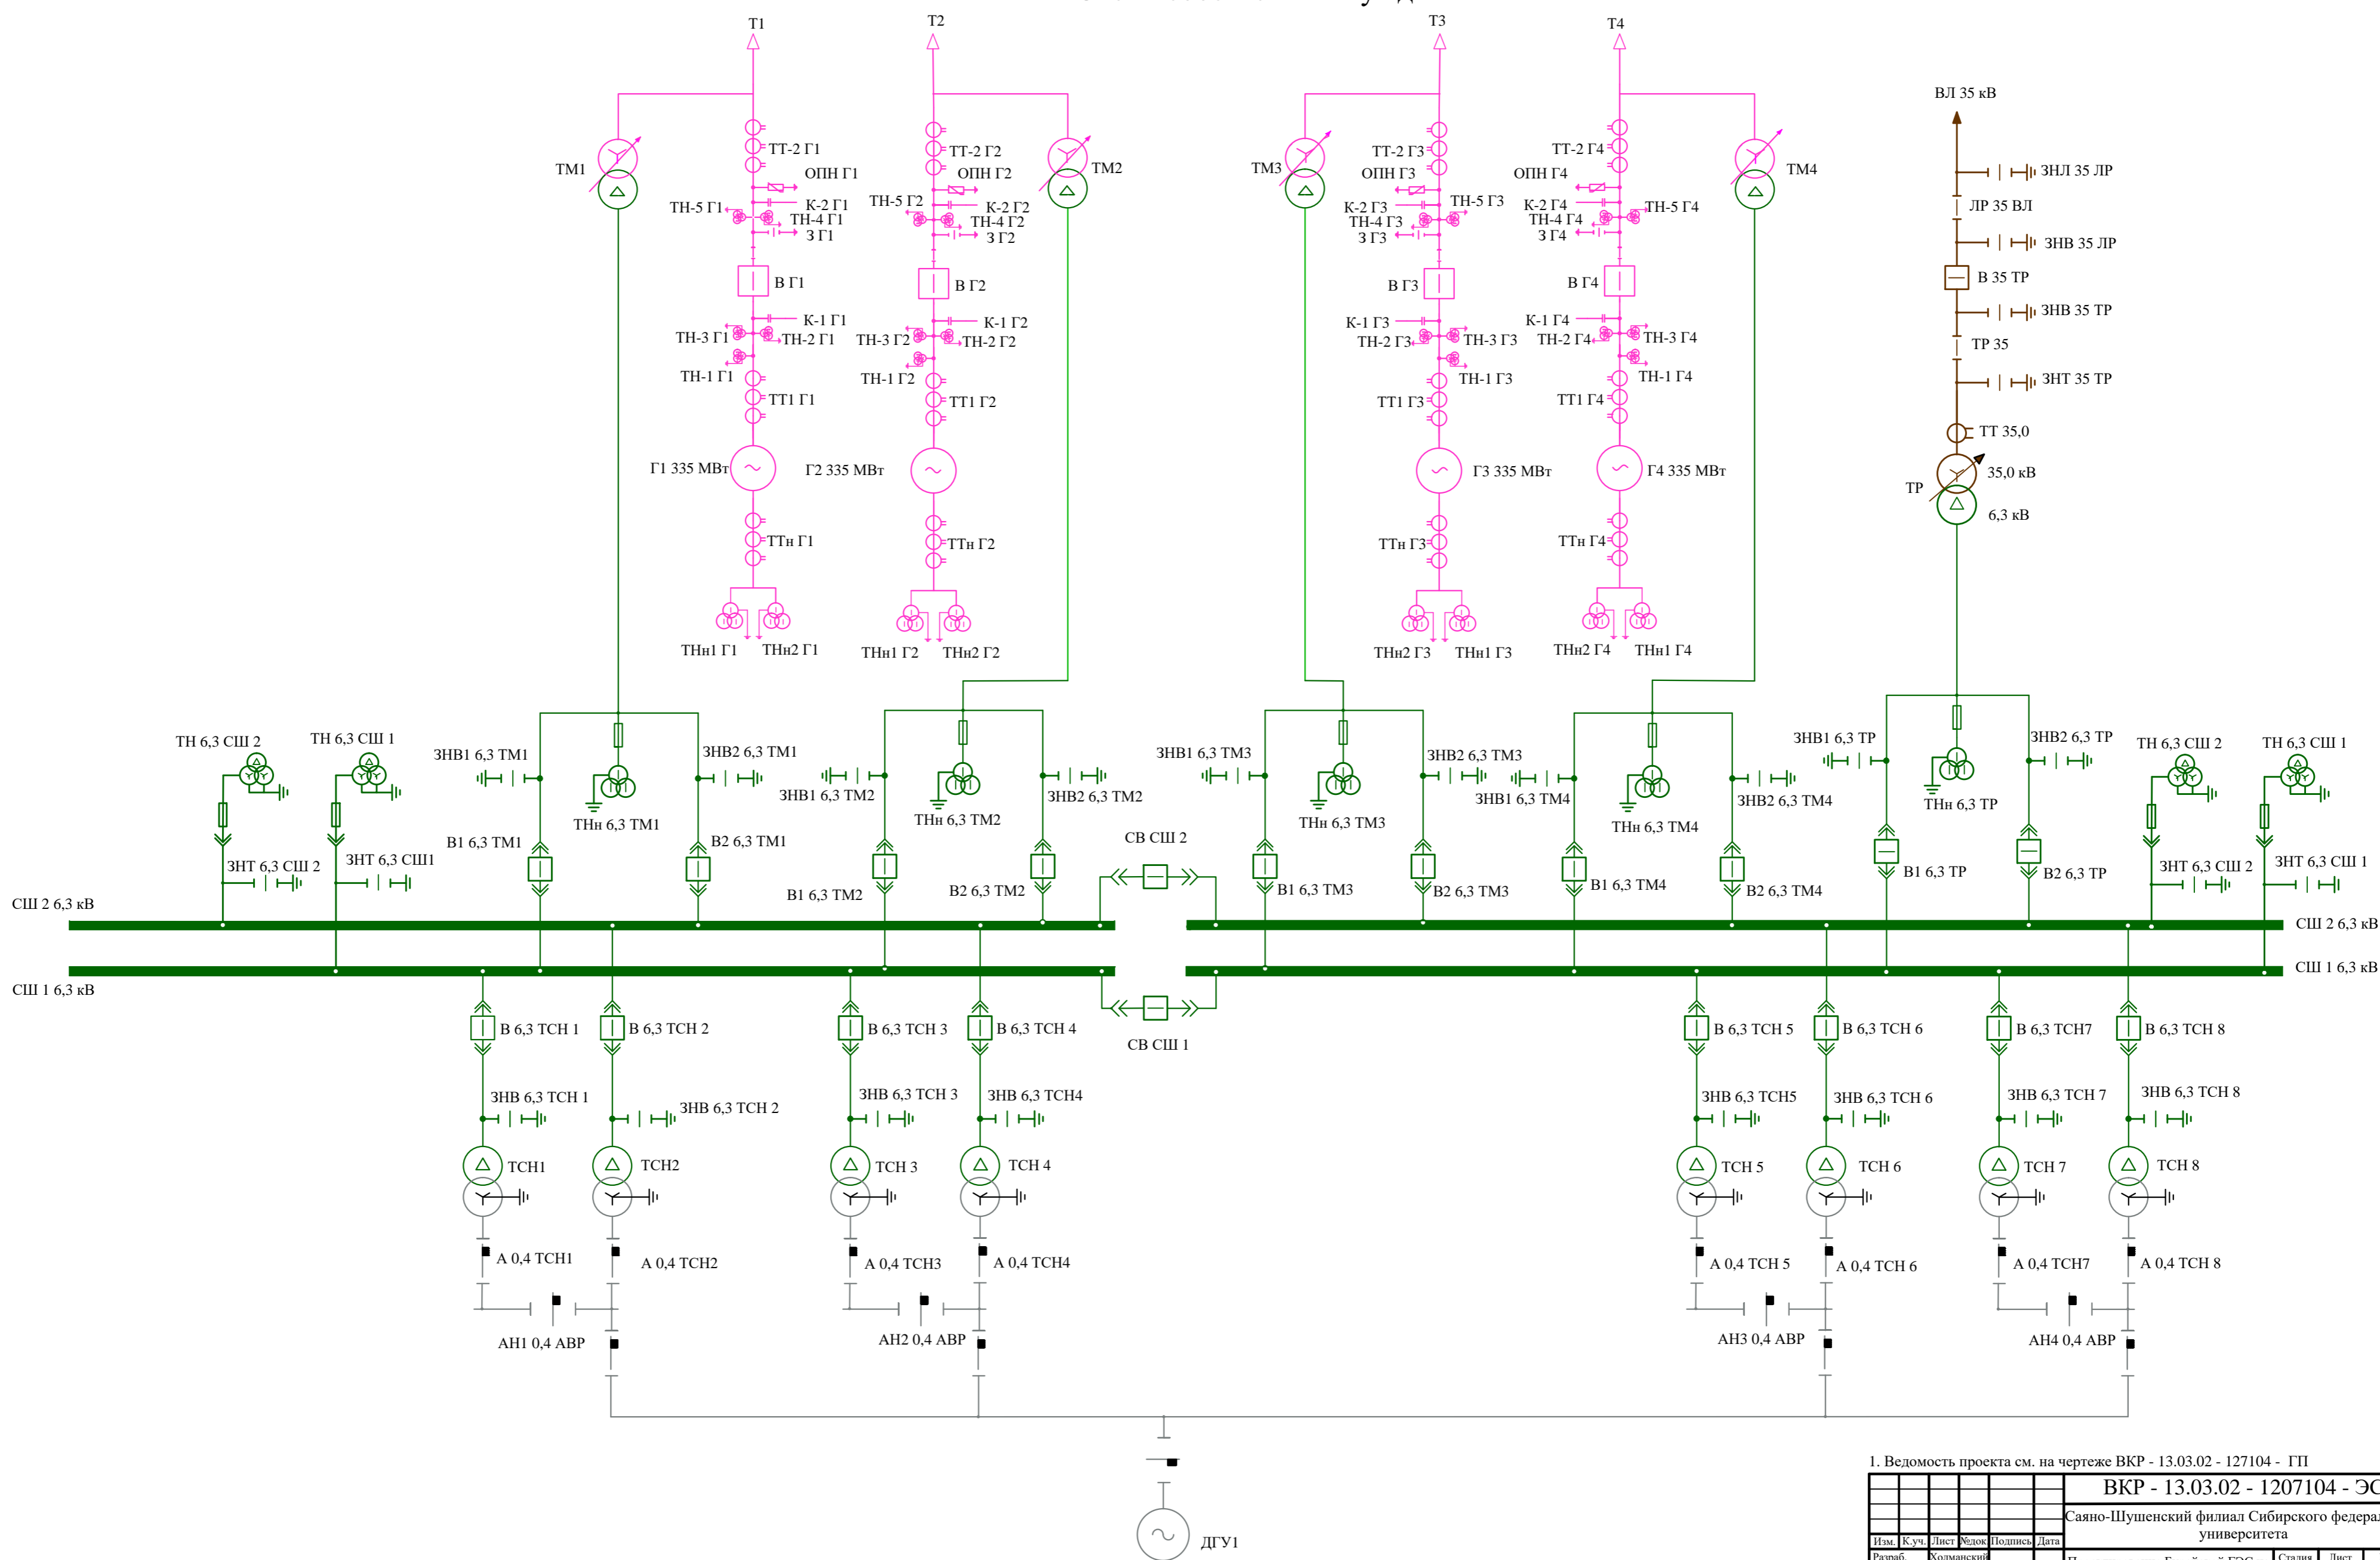 Т1
Т2
Т3
Т4
ВЛ 35 кВ
ТМ1
ТТ-2 Г1
ОПН Г1
К-2 Г1
ТН-5 Г1
ТН-4 Г1
З Г1
В Г1
К-1 Г1
ТН-3 Г1
ТН-2 Г1
ТН-1 Г1
ТТ1 Г1
Г1 335 МВт
ТТн Г1
ТНн1 Г1
ТНн2 Г1
ТТ-2 Г2
ТМ2
ОПН Г2
ТН-5 Г2
К-2 Г2
ТН-4 Г2
З Г2
В Г2
К-1 Г2
ТН-3 Г2
ТН-2 Г2
ТН-1 Г2
ТТ1 Г2
Г2 335 МВт
ТТн Г2
ТНн1 Г2
ТНн2 Г2
ТМ3
ТТ-2 Г3
ОПН Г3
К-2 Г3
ТН-5 Г3
ТН-4 Г3
З Г3
В Г3
К-1 Г3
ТН-2 Г3
ТН-3 Г3
ТН-1 Г3
ТТ1 Г3
Г3 335 МВт
ТТн Г3
ТНн2 Г3
ТНн1 Г3
ТТ-2 Г4
ТМ4
ОПН Г4
К-2 Г4
ТН-5 Г4
ТН-4 Г4
З Г4
В Г4
К-1 Г4
ТН-2 Г4
ТН-3 Г4
ТН-1 Г4
ТТ1 Г4
Г4 335 МВт
ТТн Г4
ТНн2 Г4
ТНн1 Г4
ЗНЛ 35 ЛР
ЛР 35 ВЛ
ЗНВ 35 ЛР
В 35 ТР
ЗНВ 35 ТР
ТР 35
ЗНТ 35 ТР
ТТ 35,0
35,0 кВ
ТР
6,3 кВ
ТН 6,3 СШ 2
ТН 6,3 СШ 1
ЗНВ1 6,3 ТМ1
ЗНВ2 6,3 ТМ1
ТНн 6,3 ТМ1
ЗНВ1 6,3 ТМ2
ТНн 6,3 ТМ2
ЗНВ2 6,3 ТМ2
ЗНВ1 6,3 ТМ3
ТНн 6,3 ТМ3
ЗНВ2 6,3 ТМ3
ЗНВ1 6,3 ТМ4
ТНн 6,3 ТМ4
ЗНВ2 6,3 ТМ4
ЗНВ1 6,3 ТР
ТНн 6,3 ТР
ЗНВ2 6,3 ТР
ТН 6,3 СШ 2
ТН 6,3 СШ 1
ЗНТ 6,3 СШ 2
ЗНТ 6,3 СШ1
В1 6,3 ТМ1
В2 6,3 ТМ1
В1 6,3 ТМ2
В2 6,3 ТМ2
СВ СШ 2
В1 6,3 ТМ3
В2 6,3 ТМ3
В1 6,3 ТМ4
В2 6,3 ТМ4
В1 6,3 ТР
В2 6,3 ТР
ЗНТ 6,3 СШ 2
ЗНТ 6,3 СШ 1
СШ 2 6,3 кВ
СШ 2 6,3 кВ
СШ 1 6,3 кВ
СШ 1 6,3 кВ
В 6,3 ТСН 1
В 6,3 ТСН 2
В 6,3 ТСН 3
В 6,3 ТСН 4
СВ СШ 1
В 6,3 ТСН 5
В 6,3 ТСН 6
В 6,3 ТСН7
В 6,3 ТСН 8
ЗНВ 6,3 ТСН 1
ЗНВ 6,3 ТСН 2
ЗНВ 6,3 ТСН 3
ЗНВ 6,3 ТСН4
ЗНВ 6,3 ТСН5
ЗНВ 6,3 ТСН 6
ЗНВ 6,3 ТСН 7
ЗНВ 6,3 ТСН 8
ТСН1
ТСН2
ТСН 3
ТСН 4
ТСН 5
ТСН 6
ТСН 7
ТСН 8
А 0,4 ТСН1
А 0,4 ТСН2
А 0,4 ТСН3
А 0,4 ТСН4
А 0,4 ТСН 5
А 0,4 ТСН 6
А 0,4 ТСН7
А 0,4 ТСН 8
АН1 0,4 АВР
АН2 0,4 АВР
АН3 0,4 АВР
АН4 0,4 АВР
ДГУ1
1. Ведомость проекта см. на чертеже ВКР - 13.03.02 - 127104 - ГП
ВКР - 13.03.02 - 1207104 - ЭС
Саяно-Шушенский филиал Сибирского
университета
Изм. К.уч. Лист №док Подпись Дата
Разраб. Холманский
Стадия Лист